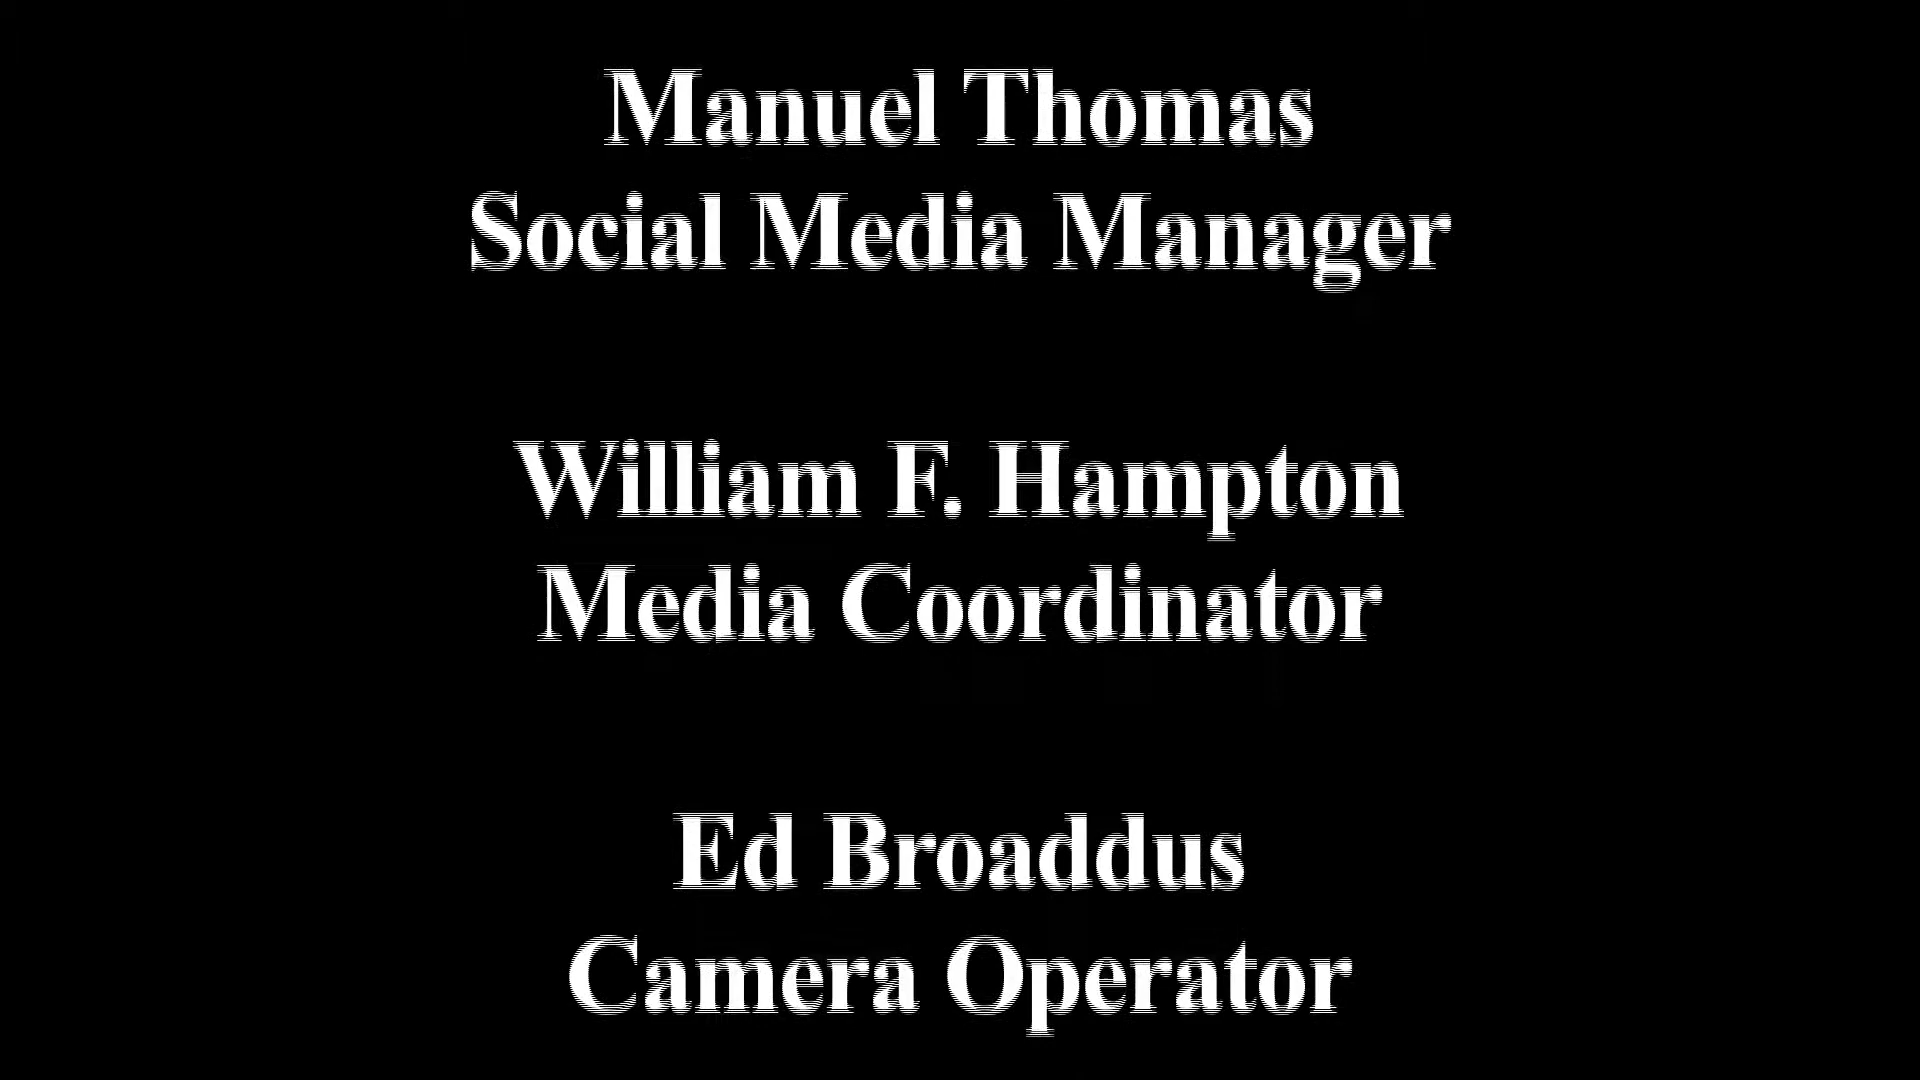 Manuel Thomas
Social Media Manager
William F. Hampton
Media Coordinator
Ed Broaddus
Camera Operator